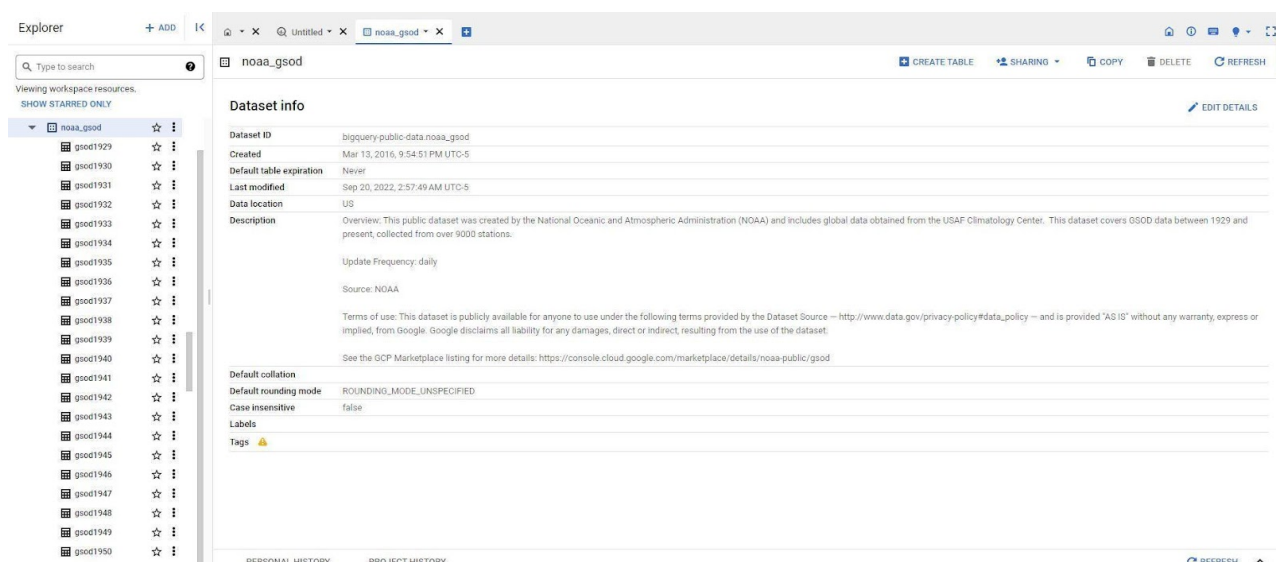 Explorer
+ ADD
Untitled
noaa_gsod
Type to search
Viewing workspace resources.
SHOW STARRED ONLY
noaa_gsod
gsod1929
gsod1930
gsod1931
gsod1932
gsod1933
gsod1934
gsod1935
gsod1936
gsod1937
gsod1938
gsod1939
gsod1940
gsod1941
gsod1942
gsod1943
gsod1944
gsod1945
gsod1946
gsod1947
gsod1948
gsod1949
gsod1950
noaa_gsod
CREATE TABLE
SHARING
COPY
DELETE
REFRESH
Dataset info
EDIT DETAILS
Dataset ID bigquery-public-data.noaa_gsod
Created Mar 13, 2016, 9:54:51 PM UTC-5
Default table expiration Never
Last modified Sep 20, 2022, 2:57:49 AM UTC-5
Data location US
Description Overview: This public dataset was created by the National Oceanic and Atmospheric Administration (NOAA) and includes global data obtained from the USAF Climatology Center. This dataset covers GSOD data between 1929 and
present, collected from over 9000 stations.
Update Frequency: daily
Source: NOAA
Terms of use: This dataset is publicly available for anyone to use under the following terms provided by the Dataset Source — http://www.data.gov/privacy-policy#data_policy — and is provided "AS IS" without any warranty, express or
implied, from Google. Google disclaims all liability for any damages, direct or indirect, resulting from the use of the dataset.
See the GCP Marketplace listing for more details: https://console.cloud.google.com/marketplace/details/noaa-public/gsod
Default collation
Default rounding mode ROUNDING_MODE_UNSPECIFIED
Case insensitive false
Labels
Tags
PERSONAL HISTORY
PROJECT HISTORY
REFRESH